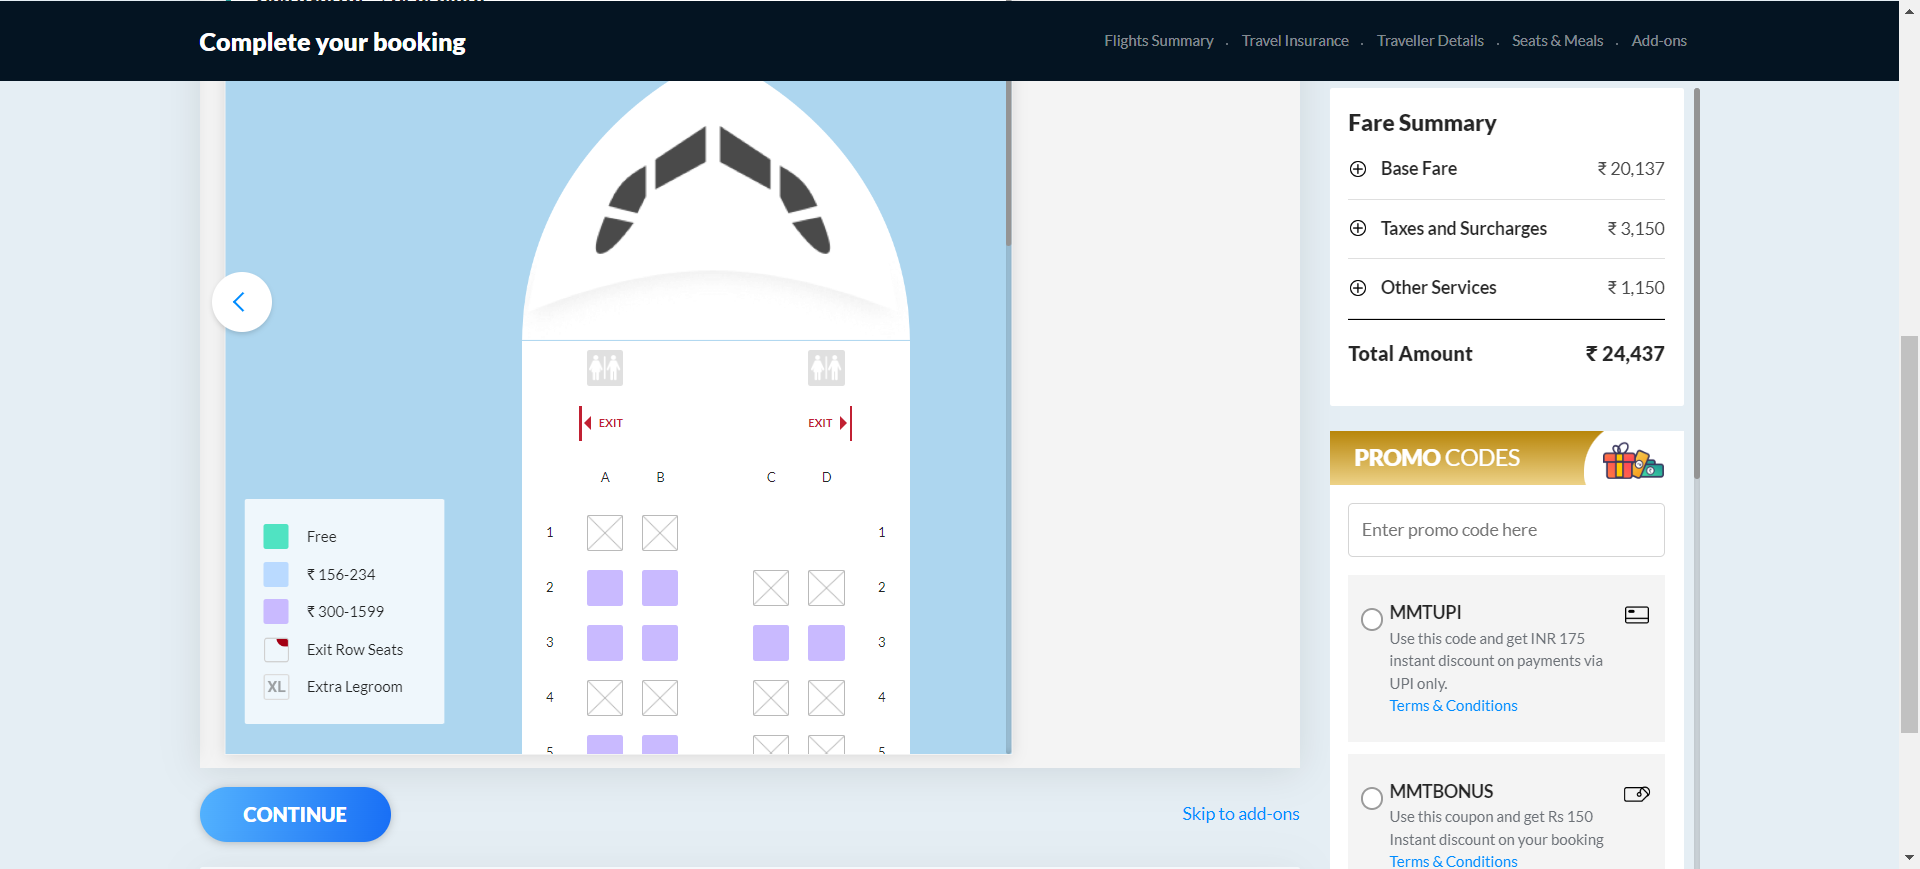 Complete your booking
Flights Summary . Travel Insurance . Traveller Details . Seats & Meals . Add-ons
EXIT EXIT
A B C D
1 1
2 2
3 3
4 4
5 5
Free
₹ 156-234
₹ 300-1599
Exit Row Seats
XL Extra Legroom
CONTINUE
Skip to add-ons
Fare Summary
Base Fare ₹ 20,137
Taxes and Surcharges ₹ 3,150
Other Services ₹ 1,150
Total Amount ₹ 24,437
PROMO CODES
Enter promo code here
MMTUPI
Use this code and get INR 175
instant discount on payments via
UPI only.
Terms & Conditions
MMTBONUS
Use this coupon and get Rs 150
Instant discount on your booking
Terms & Conditions